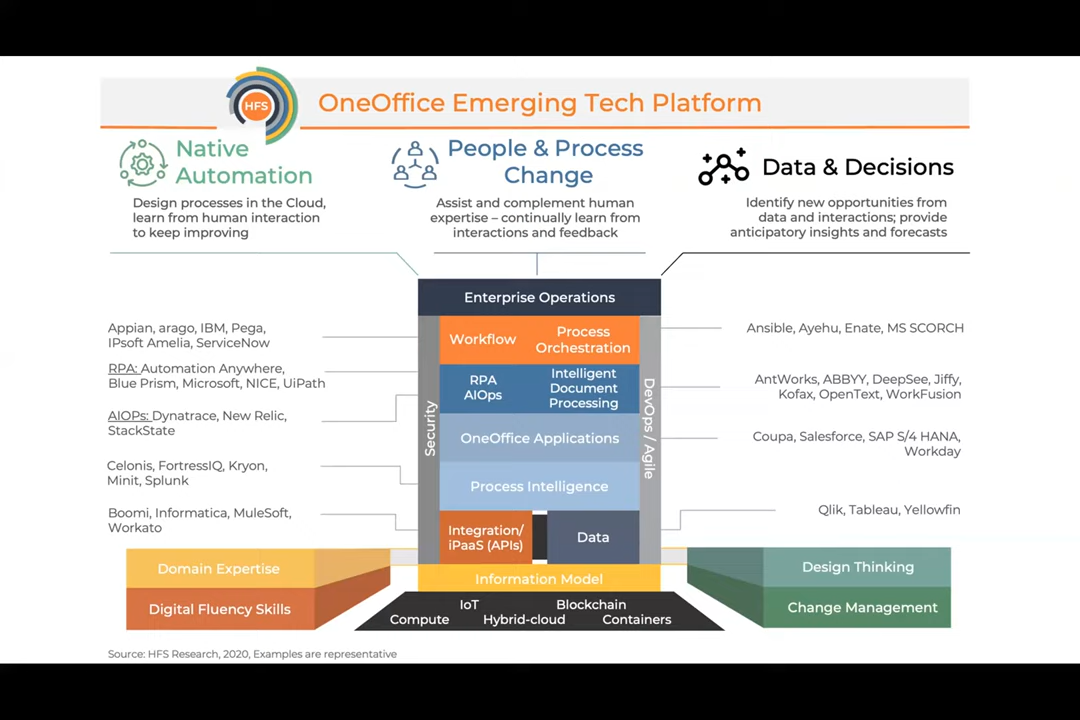 HFS
OneOffice Emerging Tech Platform
Native
Automation
Design processes in the Cloud,
learn from human interaction
to keep improving
People & Process
Change
Assist and complement human
expertise – continually learn from
interactions and feedback
Data & Decisions
Identify new opportunities from
data and interactions; provide
anticipatory insights and forecasts
Enterprise Operations
Security
Workflow
Process
Orchestration
RPA
AIOps
Intelligent
Document
Processing
OneOffice Applications
Process Intelligence
Integration/
iPaaS (APIs)
Data
DevOps / Agile
Information Model
IoT
Blockchain
Compute
Hybrid-cloud
Containers
Appian, arago, IBM, Pega,
IPsoft Amelia, ServiceNow
RPA: Automation Anywhere,
Blue Prism, Microsoft, NICE, UiPath
AIOPs: Dynatrace, New Relic,
StackState
Celonis, FortressIQ, Kryon,
Minit, Splunk
Boomi, Informatica, MuleSoft,
Workato
Ansible, Ayehu, Enate, MS SCORCH
AntWorks, ABBYY, DeepSee, Jiffy,
Kofax, OpenText, WorkFusion
Coupa, Salesforce, SAP S/4 HANA,
Workday
Qlik, Tableau, Yellowfin
Domain Expertise
Digital Fluency Skills
Design Thinking
Change Management
Source: HFS Research, 2020, Examples are representative